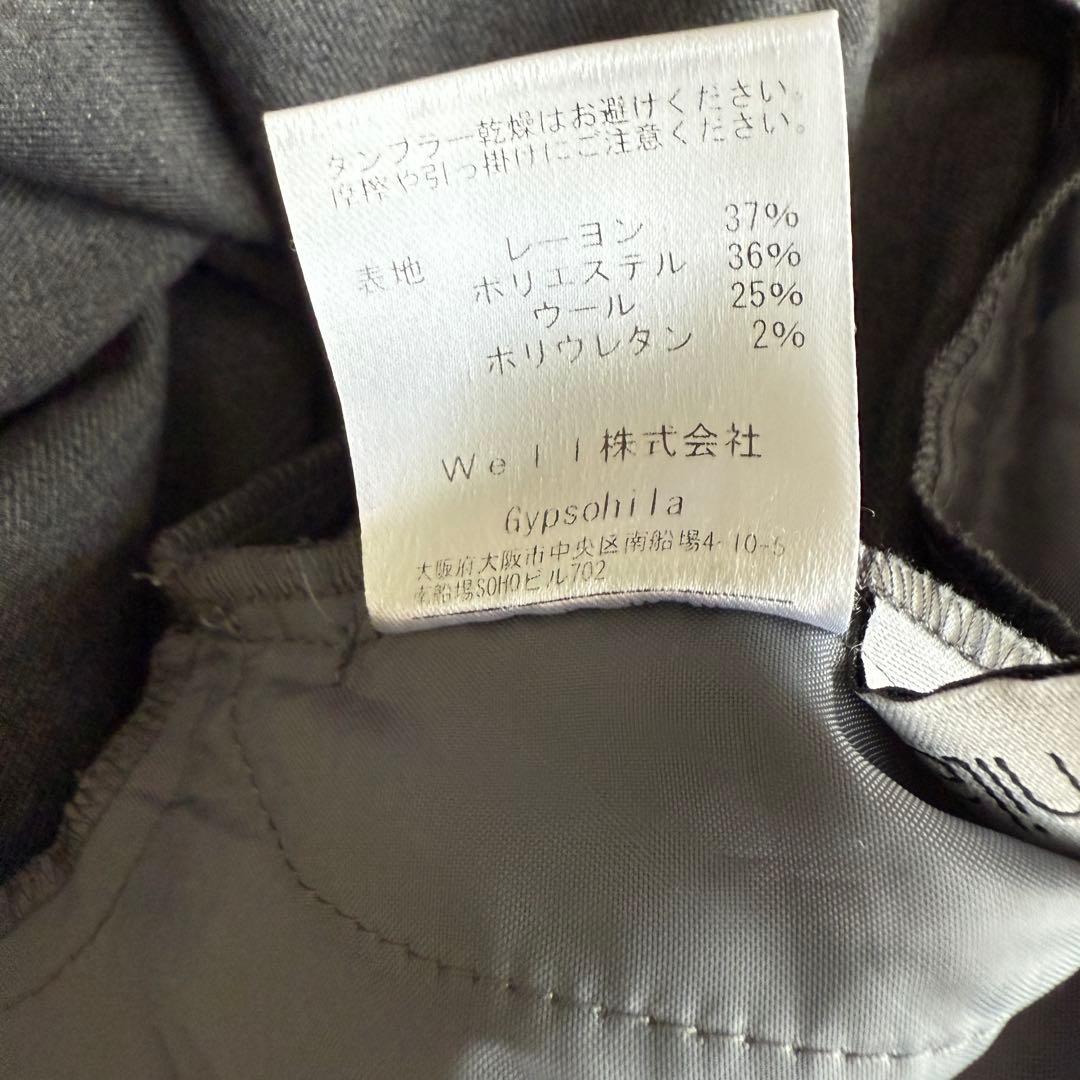 タンブラー乾燥はお避けください。
摩擦や引っ掛けにご注意ください。
表地 レーヨン 37%
ポリエステル 36%
ウール 25%
ポリウレタン 2%
Well株式会社
Gypsohila
大阪府大阪市中央区南船場4-10-5
南船場SOHOビル702